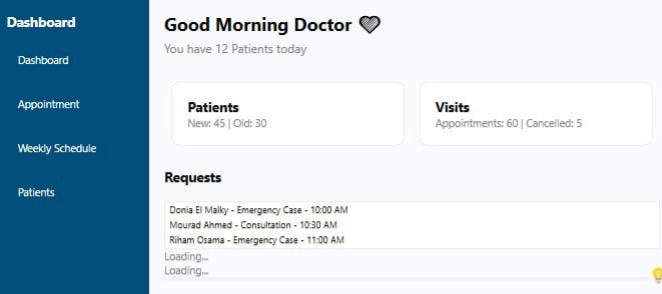 Dashboard
Dashboard
Appointment
Weekly Schedule
Patients
Good Morning Doctor
You have 12 Patients today
Patients
New: 45 | Old: 30
Visits
Appointments: 60 | Cancelled: 5
Requests
Donia El Malky - Emergency Case - 10:00 AM
Mourad Ahmed - Consultation - 10:30 AM
Riham Osama - Emergency Case - 11:00 AM
Loading...
Loading...